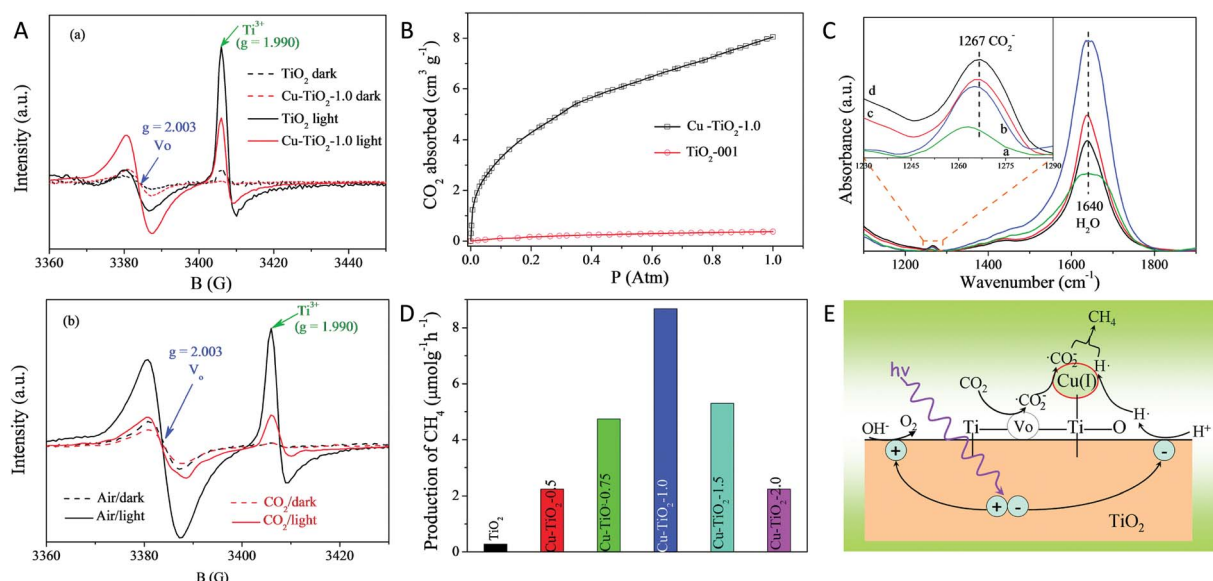 A
(a)
Ti3+
(g = 1.990)
TiO2 dark
Cu-TiO2-1.0 dark
TiO2 light
Cu-TiO2-1.0 light
g = 2.003
Vo
Intensity (a.u.)
3360 3380 3400 3420 3440
B (G)
B
CO2 absorbed (cm3 g-1)
8
6
4
2
0
Cu -TiO2-1.0
TiO2-001
0.0 0.2 0.4 0.6 0.8 1.0
P (Atm)
C
Absorbance (a.u.)
1267 CO2-
d
c
b
a
1230 1245 1260 1275 1290
1640
H2O
1200 1400 1600 1800
Wavenumber (cm-1)
(b)
Ti3+
(g = 1.990)
g = 2.003
Vo
Intensity (a.u.)
Air/dark
Air/light
CO2/dark
CO2/light
3360 3380 3400 3420
B (G)
D
Production of CH4 (μmolg-1h-1)
8
6
4
2
0
TiO2
Cu-TiO2-0.5
Cu-TiO-0.75
Cu-TiO2-1.0
Cu-TiO2-1.5
Cu-TiO2-2.0
E
CH4
·CO2-
H·
Cu(I)
hν
CO2
·CO2-
H·
OH-
O2
Ti
Vo
Ti
O
H+
+
-
+ -
TiO2